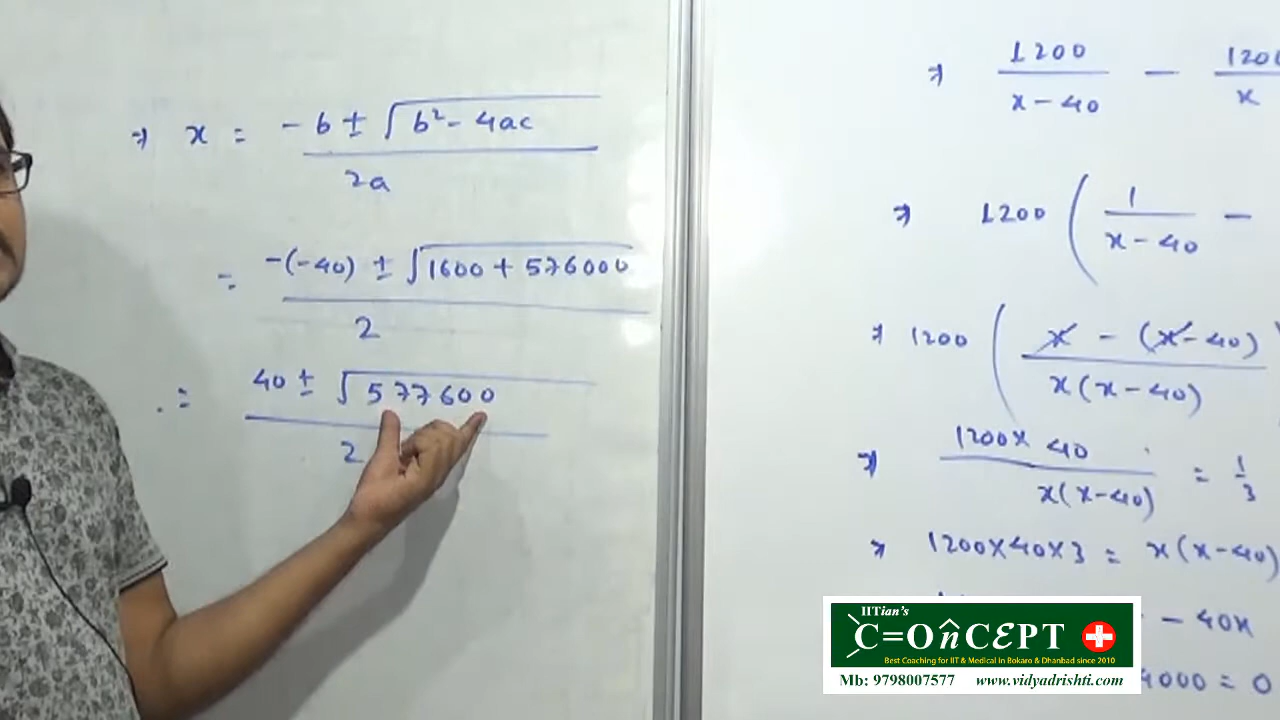 ⇒ x = -b ± √b² - 4ac
2a
= -(-40) ± √1600 + 576000
2
= 40 ± √577600
2
⇒ 1200 - 1200
x - 40 x
⇒ 1200 ( 1 -
x - 40
⇒ 1200 ( x - (x - 40)
x(x - 40)
⇒ 1200 × 40 = 1
x(x - 40) 3
⇒ 1200×40×3 = x(x - 40)
- 40x
4000 = 0
IITian's
C=OnCEPT
Best Coaching for IIT & Medical in Bokaro & Dhanbad since 2010
Mb: 9798007577 www.vidyadrishti.com